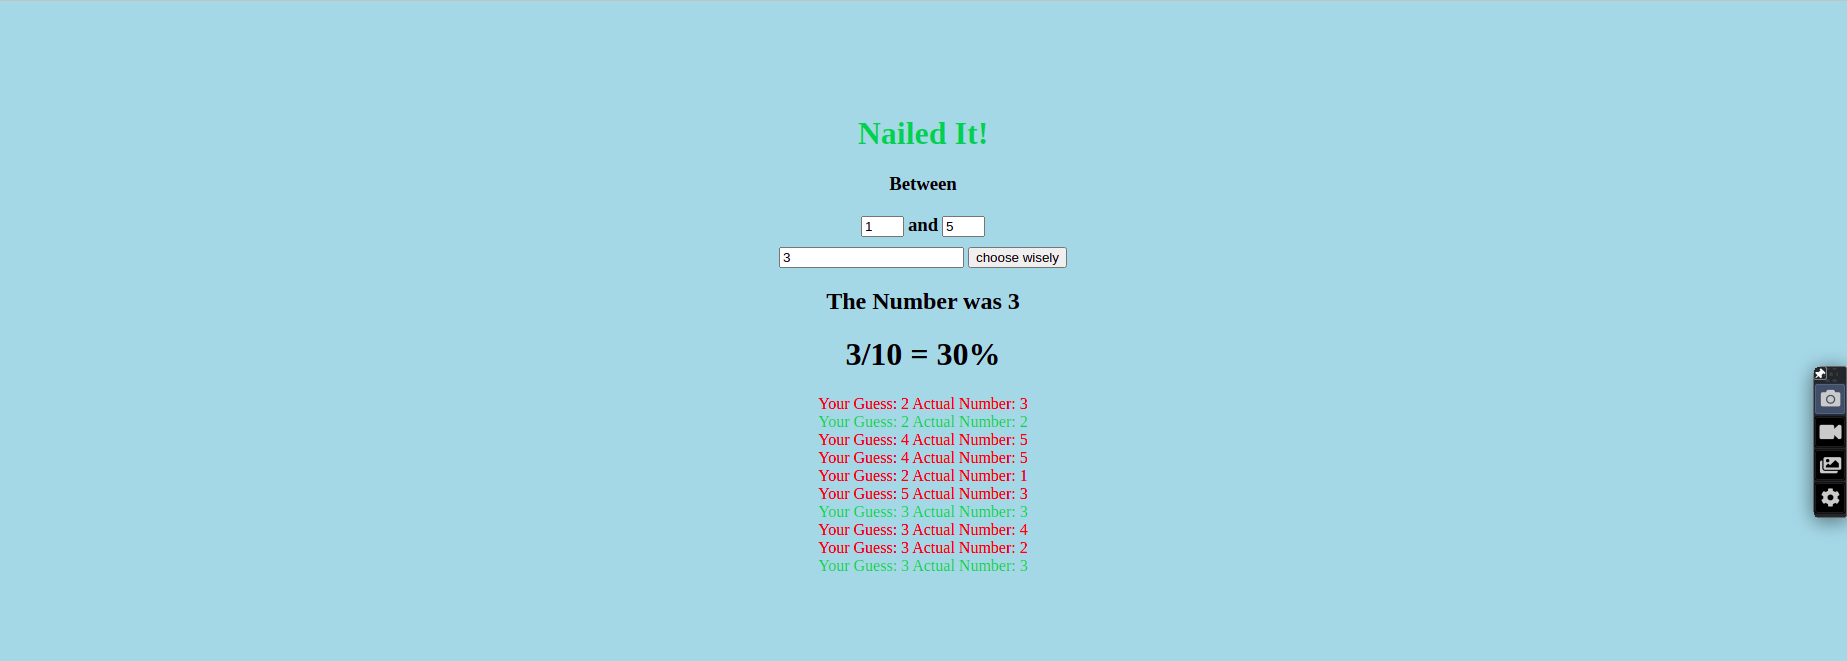 Nailed It!
Between
1 and 5
3 choose wisely
The Number was 3
3/10 = 30%
Your Guess: 2 Actual Number: 3
Your Guess: 2 Actual Number: 2
Your Guess: 4 Actual Number: 5
Your Guess: 4 Actual Number: 5
Your Guess: 2 Actual Number: 1
Your Guess: 5 Actual Number: 3
Your Guess: 3 Actual Number: 3
Your Guess: 3 Actual Number: 4
Your Guess: 3 Actual Number: 2
Your Guess: 3 Actual Number: 3